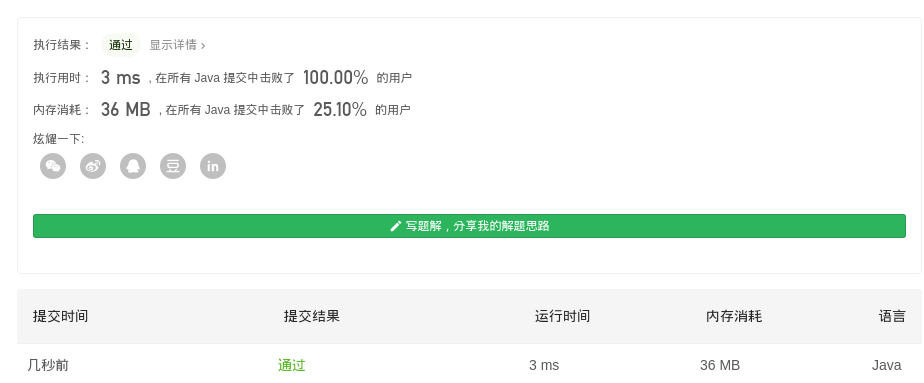 执行结果： 通过 显示详情 ›
执行用时： 3 ms , 在所有 Java 提交中击败了 100.00% 的用户
内存消耗： 36 MB , 在所有 Java 提交中击败了 25.10% 的用户
炫耀一下:
豆 in
写题解，分享我的解题思路
提交时间 提交结果 运行时间 内存消耗 语言
几秒前 通过 3 ms 36 MB Java